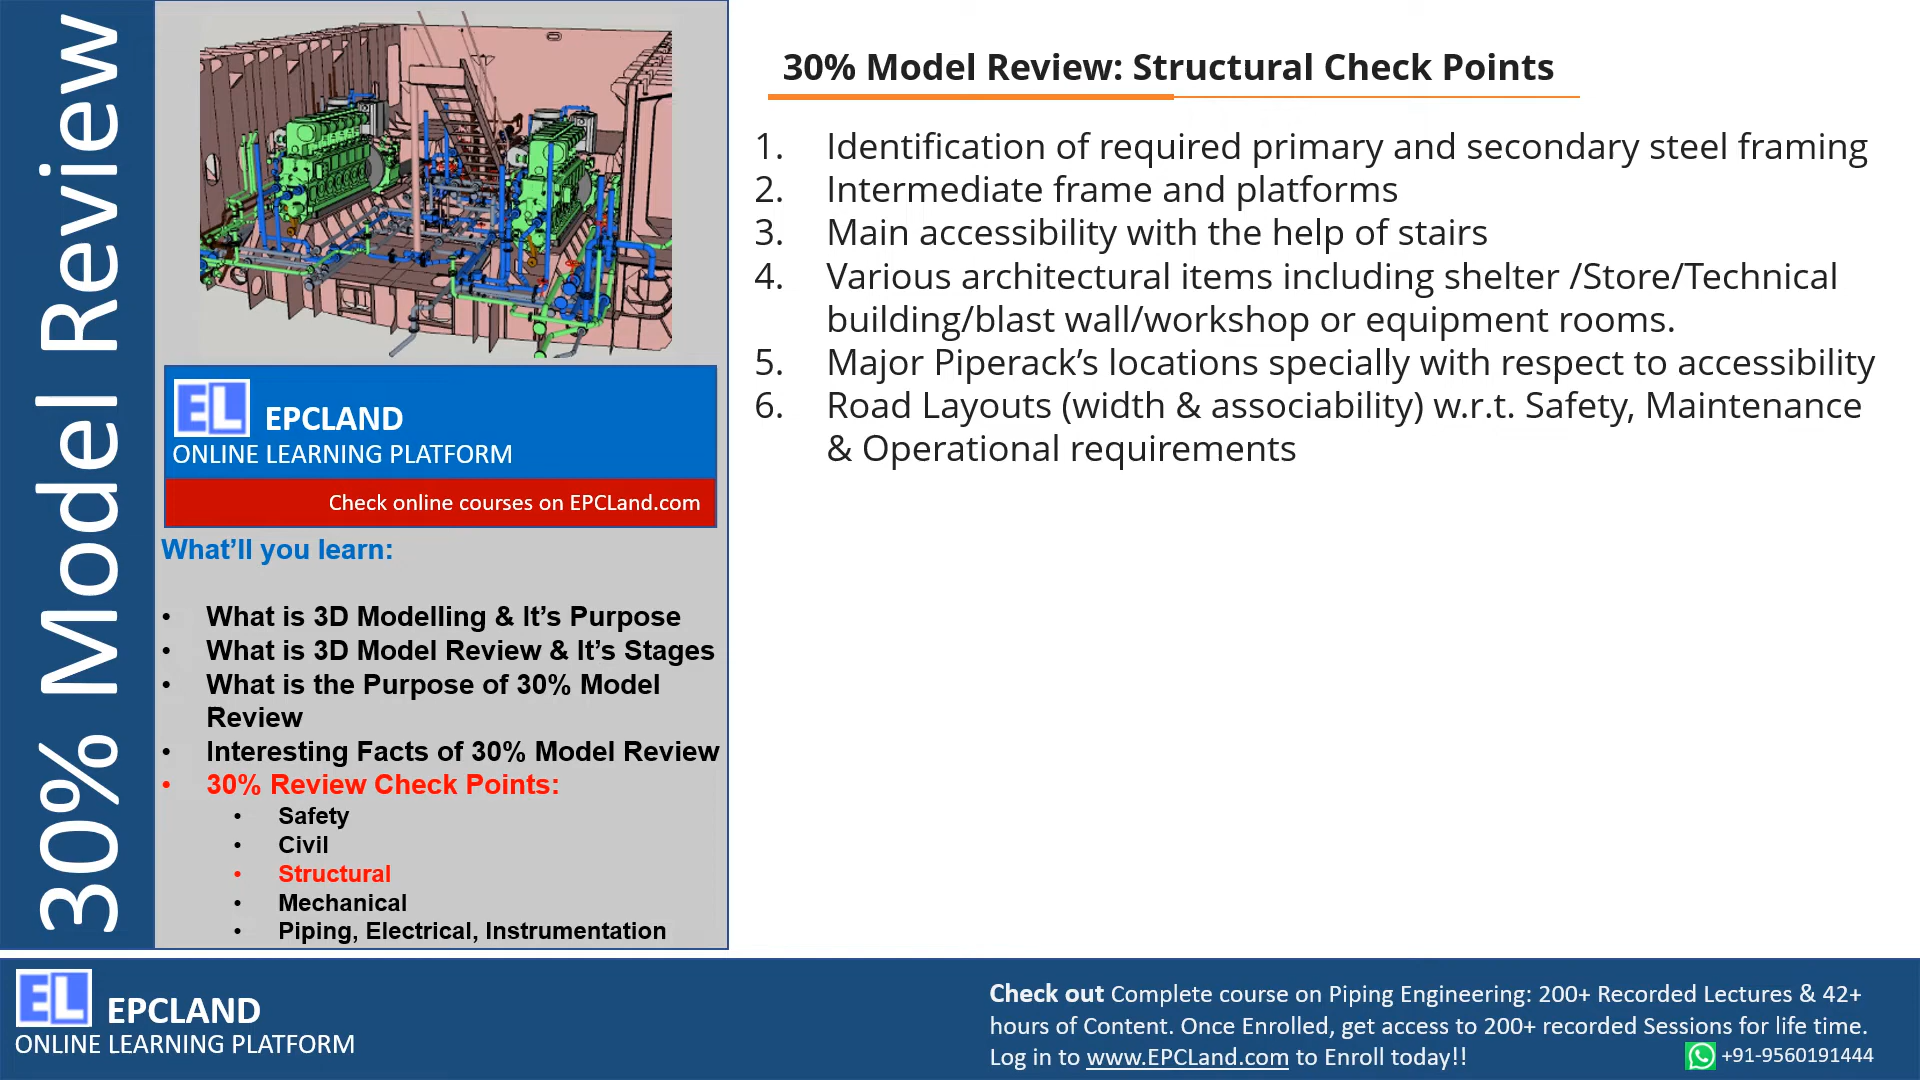 30% Model Review
EL EPCLAND
ONLINE LEARNING PLATFORM
Check online courses on EPCLand.com
What'll you learn:
• What is 3D Modelling & It's Purpose
• What is 3D Model Review & It's Stages
• What is the Purpose of 30% Model
Review
• Interesting Facts of 30% Model Review
• 30% Review Check Points:
• Safety
• Civil
• Structural
• Mechanical
• Piping, Electrical, Instrumentation
30% Model Review: Structural Check Points
1. Identification of required primary and secondary steel framing
2. Intermediate frame and platforms
3. Main accessibility with the help of stairs
4. Various architectural items including shelter /Store/Technical
building/blast wall/workshop or equipment rooms.
5. Major Piperack’s locations specially with respect to accessibility
6. Road Layouts (width & associability) w.r.t. Safety, Maintenance
& Operational requirements
EL EPCLAND
ONLINE LEARNING PLATFORM
Check out Complete course on Piping Engineering: 200+ Recorded Lectures & 42+
hours of Content. Once Enrolled, get access to 200+ recorded Sessions for life time.
Log in to www.EPCLand.com to Enroll today!!
+91-9560191444